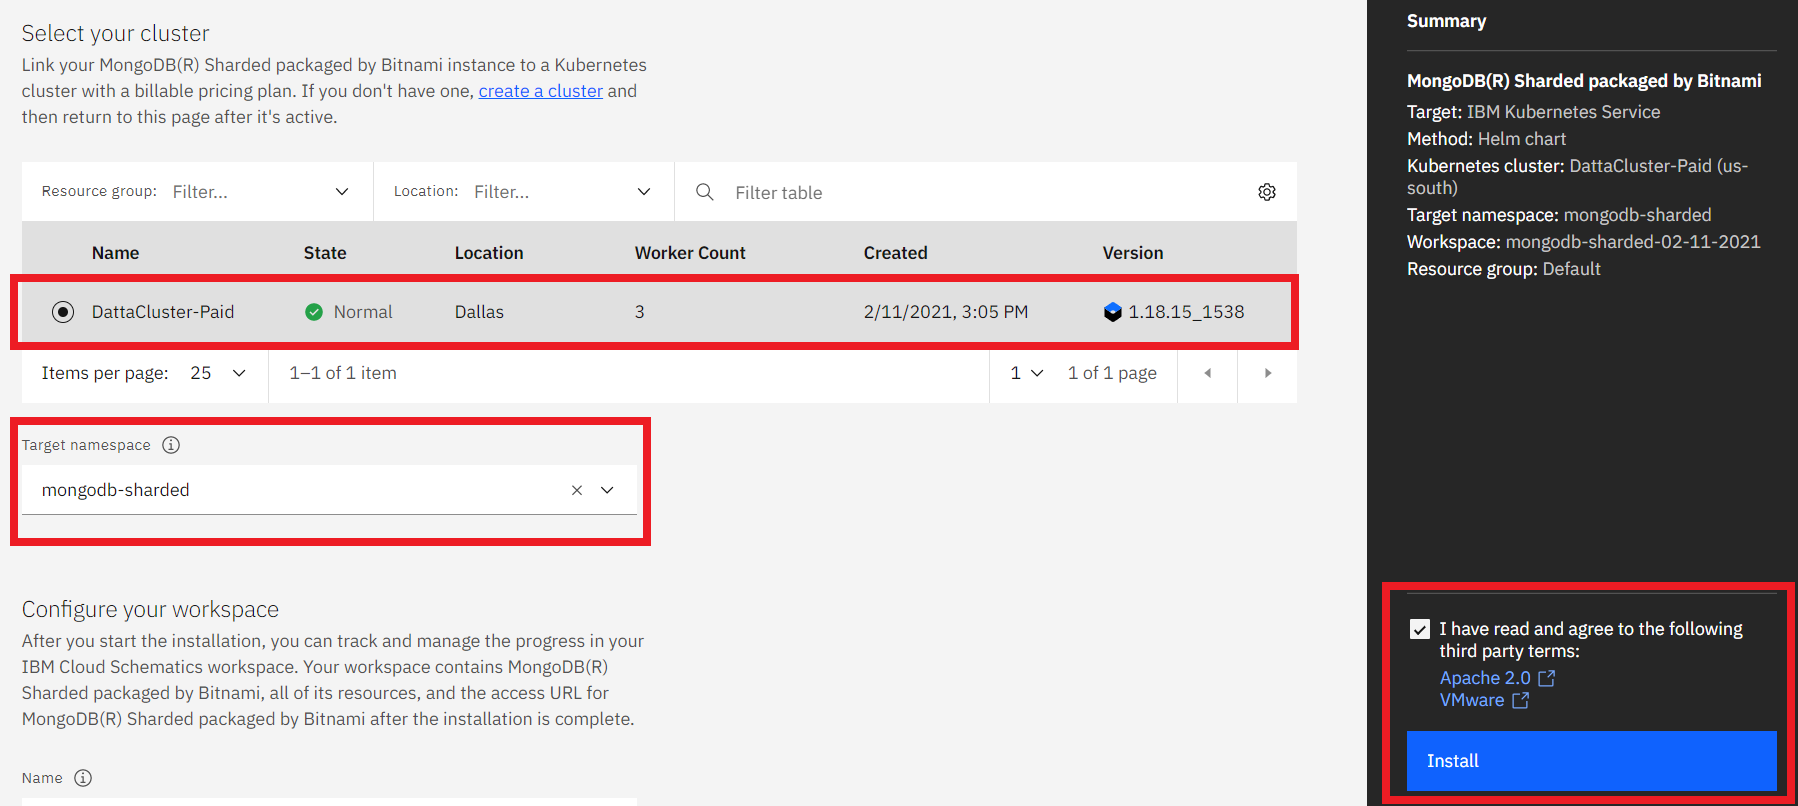 Select your cluster
Link your MongoDB(R) Sharded packaged by Bitnami instance to a Kubernetes
cluster with a billable pricing plan. If you don't have one, create a cluster and
then return to this page after it's active.
Resource group: Filter... Location: Filter... Filter table
Name State Location Worker Count Created Version
DattaCluster-Paid Normal Dallas 3 2/11/2021, 3:05 PM 1.18.15_1538
Items per page: 25 1–1 of 1 item 1 1 of 1 page
Target namespace
mongodb-sharded
Configure your workspace
After you start the installation, you can track and manage the progress in your
IBM Cloud Schematics workspace. Your workspace contains MongoDB(R)
Sharded packaged by Bitnami, all of its resources, and the access URL for
MongoDB(R) Sharded packaged by Bitnami after the installation is complete.
Name
Summary
MongoDB(R) Sharded packaged by Bitnami
Target: IBM Kubernetes Service
Method: Helm chart
Kubernetes cluster: DattaCluster-Paid (us-
south)
Target namespace: mongodb-sharded
Workspace: mongodb-sharded-02-11-2021
Resource group: Default
I have read and agree to the following
third party terms:
Apache 2.0
VMware
Install